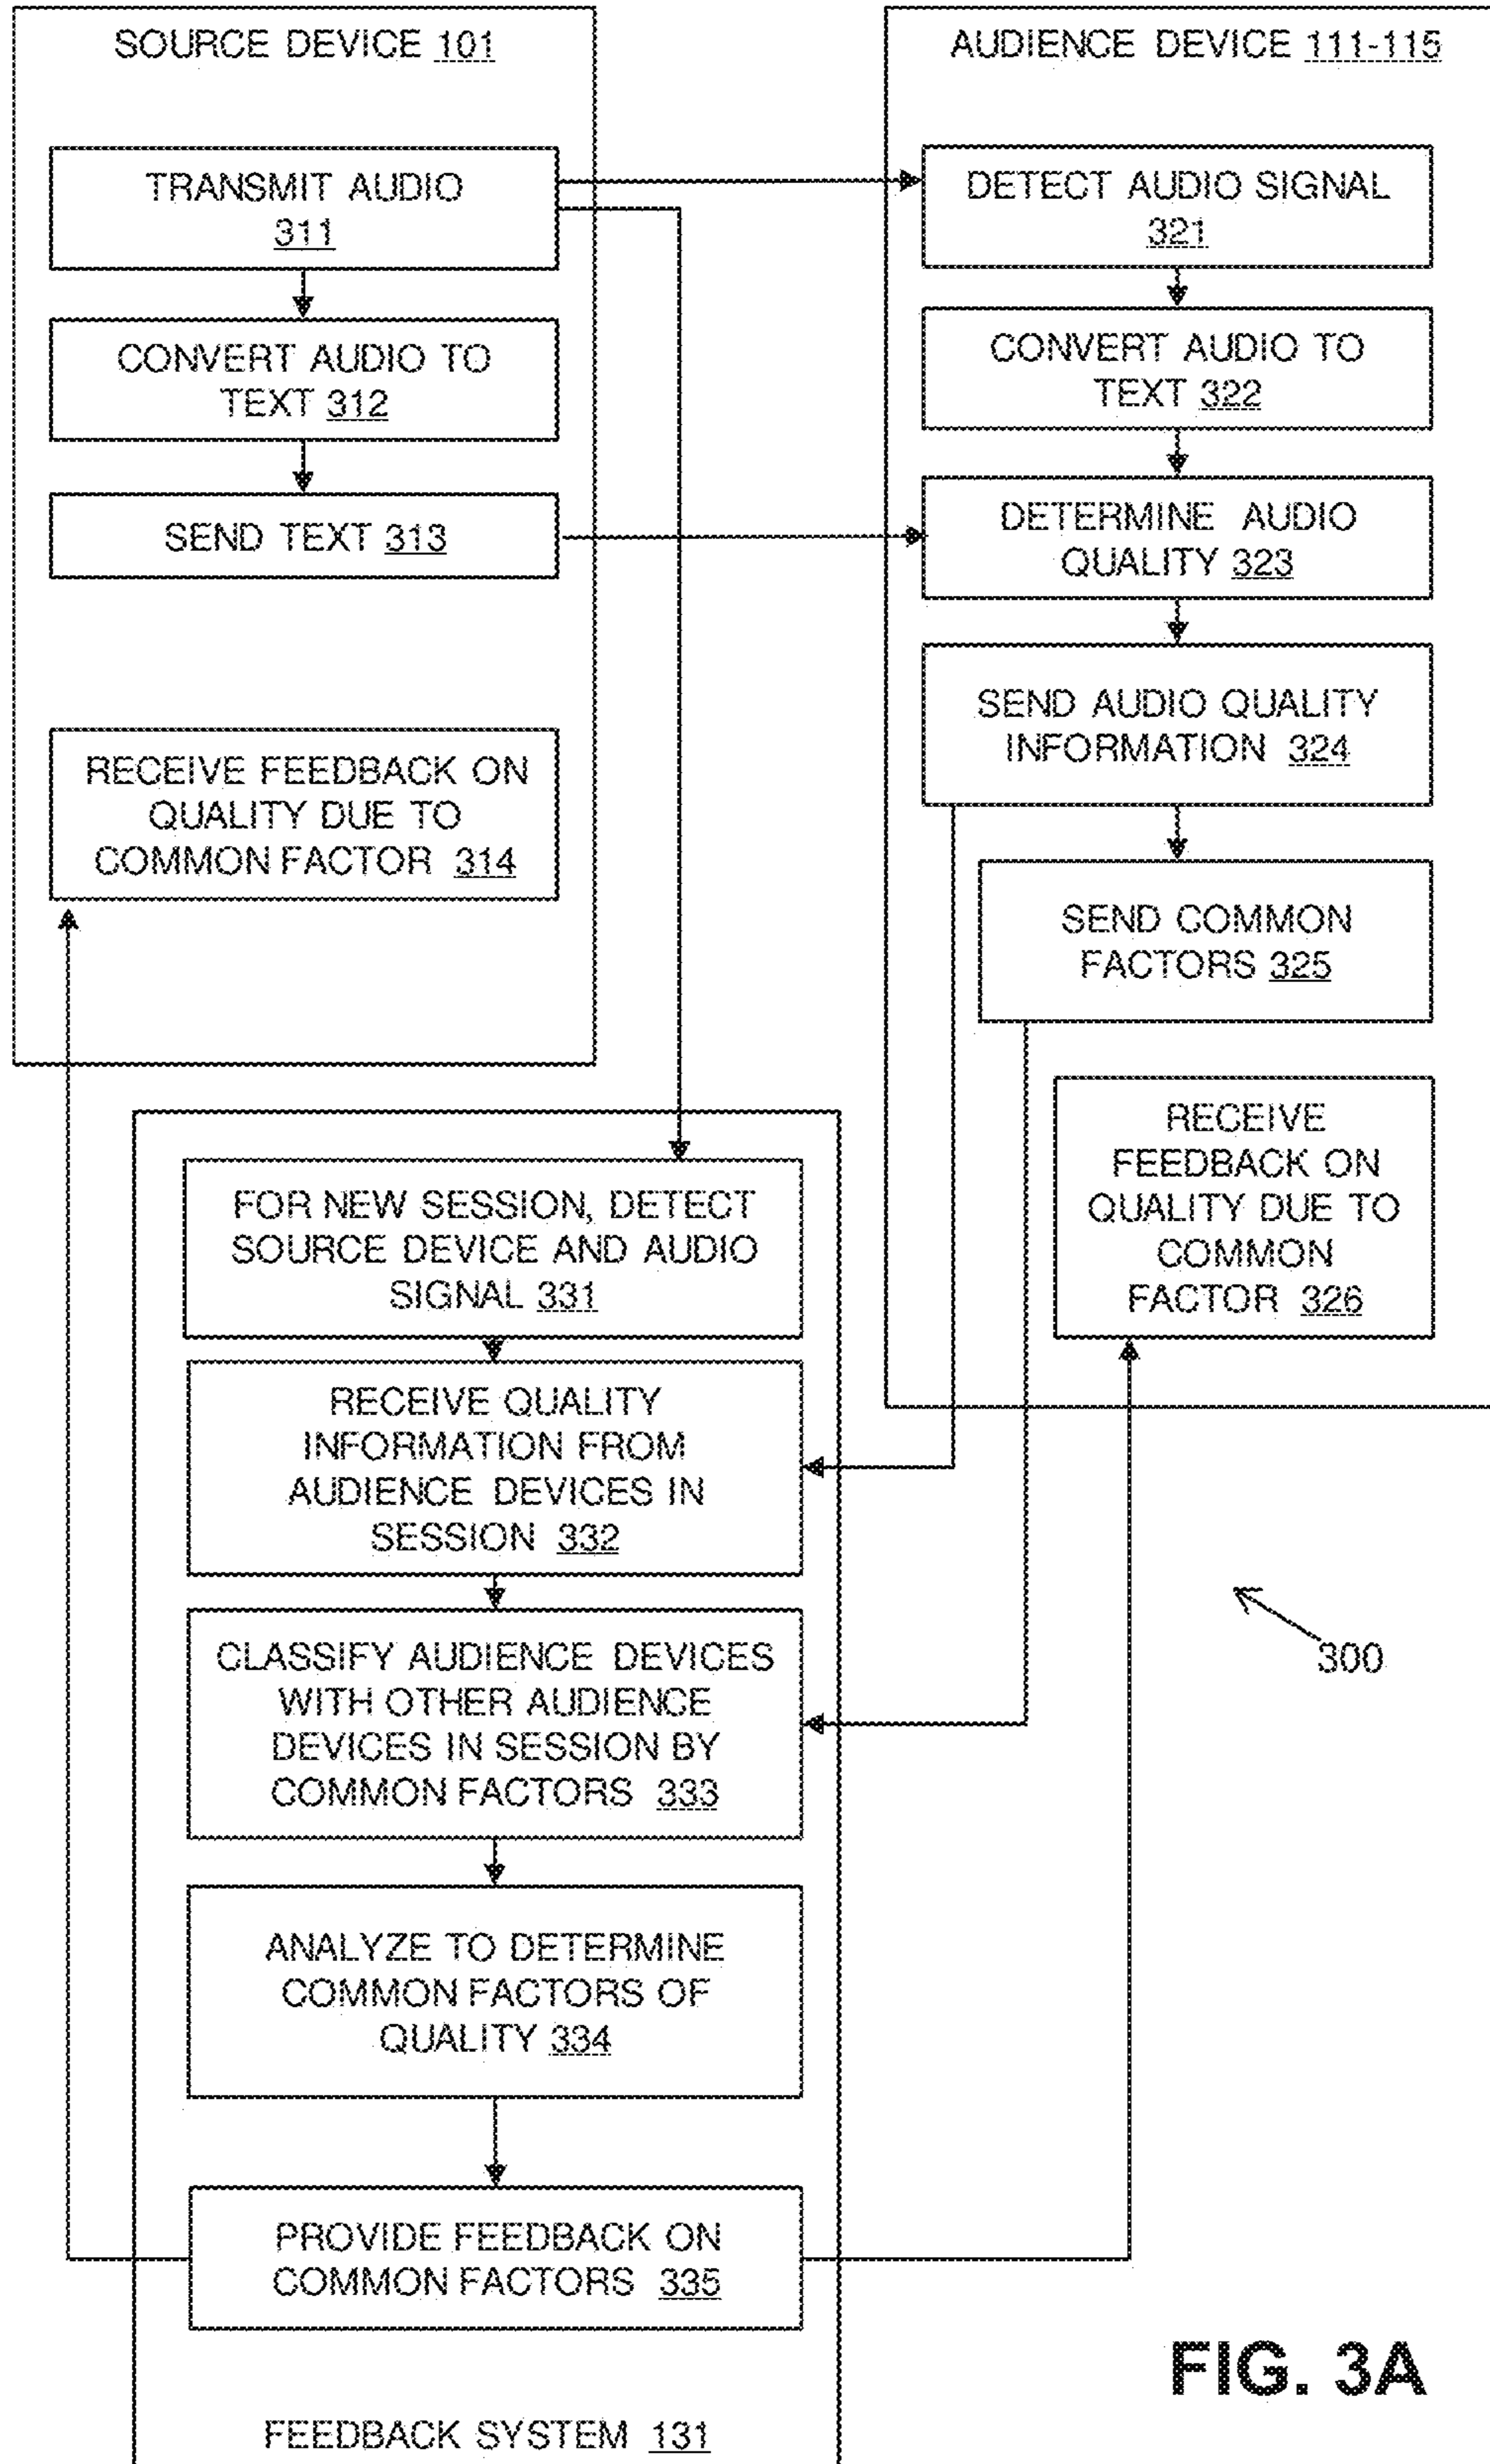 SOURCE DEVICE 101
TRANSMIT AUDIO
311
CONVERT AUDIO TO
TEXT 312
SEND TEXT 313
RECEIVE FEEDBACK ON
QUALITY DUE TO
COMMON FACTOR 314
AUDIENCE DEVICE 111-115
DETECT AUDIO SIGNAL
321
CONVERT AUDIO TO
TEXT 322
DETERMINE AUDIO
QUALITY 323
SEND AUDIO QUALITY
INFORMATION 324
SEND COMMON
FACTORS 325
RECEIVE
FEEDBACK ON
QUALITY DUE TO
COMMON
FACTOR 326
FOR NEW SESSION, DETECT
SOURCE DEVICE AND AUDIO
SIGNAL 331
RECEIVE QUALITY
INFORMATION FROM
AUDIENCE DEVICES IN
SESSION 332
CLASSIFY AUDIENCE DEVICES
WITH OTHER AUDIENCE
DEVICES IN SESSION BY
COMMON FACTORS 333
ANALYZE TO DETERMINE
COMMON FACTORS OF
QUALITY 334
PROVIDE FEEDBACK ON
COMMON FACTORS 335
FEEDBACK SYSTEM 131
300
FIG. 3A